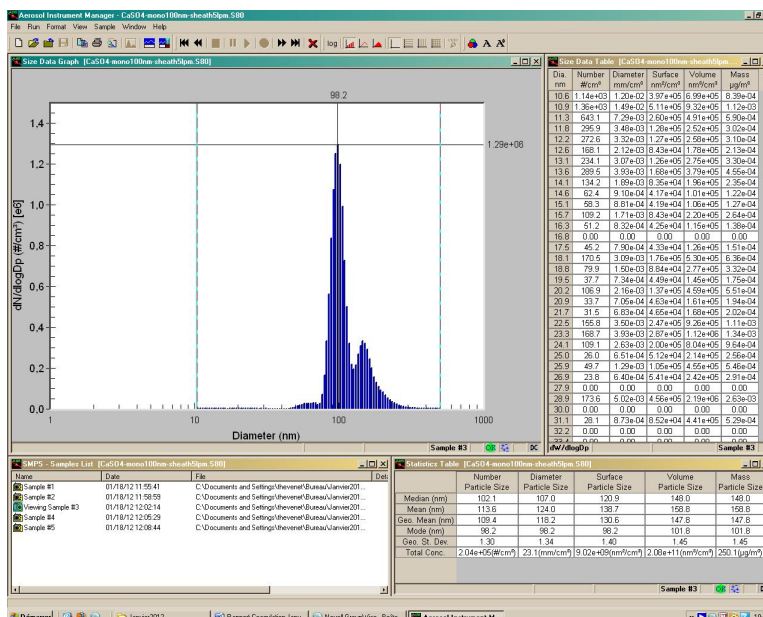 Aerosol Instrument Manager - CaSO4-mono100nm-sheath5lpm.S80
File Run Format View Sample Window Help
log
A
Size Data Graph [CaSO4-mono100nm-sheath5lpm.S80]
98.2
1.29e+06
dN/dlogDp (#/cm³) [e6]
1,4
1,2
1,0
0,8
0,6
0,4
0,2
0,0
1 10 100 1000
Diameter (nm)
Sample #3 OK DC
Size Data Table [CaSO4-mono100nm-sheath5lpm....
Dia. Number Diameter Surface Volume Mass
nm #/cm³ mm/cm³ nm²/cm³ nm³/cm³ µg/m³
10.6 1.14e+03 1.20e-02 3.97e+05 6.99e+05 8.39e-04
10.9 1.36e+03 1.49e-02 5.11e+05 9.32e+05 1.12e-03
11.3 643.1 7.29e-03 2.60e+05 4.91e+05 5.90e-04
11.8 295.9 3.48e-03 1.28e+05 2.52e+05 3.02e-04
12.2 272.6 3.32e-03 1.27e+05 2.58e+05 3.10e-04
12.6 168.1 2.12e-03 8.43e+04 1.78e+05 2.13e-04
13.1 234.1 3.07e-03 1.26e+05 2.75e+05 3.30e-04
13.6 289.5 3.93e-03 1.68e+05 3.79e+05 4.55e-04
14.1 134.2 1.89e-03 8.35e+04 1.96e+05 2.35e-04
14.6 62.4 9.10e-04 4.17e+04 1.01e+05 1.22e-04
15.1 58.3 8.81e-04 4.19e+04 1.06e+05 1.27e-04
15.7 109.2 1.71e-03 8.43e+04 2.20e+05 2.64e-04
16.3 51.2 8.32e-04 4.25e+04 1.15e+05 1.38e-04
16.8 0.00 0.00 0.00 0.00 0.00
17.5 45.2 7.90e-04 4.33e+04 1.26e+05 1.51e-04
18.1 170.5 3.09e-03 1.76e+05 5.30e+05 6.36e-04
18.8 79.9 1.50e-03 8.84e+04 2.77e+05 3.32e-04
19.5 37.7 7.34e-04 4.49e+04 1.45e+05 1.75e-04
20.2 106.9 2.16e-03 1.37e+05 4.59e+05 5.51e-04
20.9 33.7 7.05e-04 4.63e+04 1.61e+05 1.94e-04
21.7 31.5 6.83e-04 4.65e+04 1.68e+05 2.02e-04
22.5 155.8 3.50e-03 2.47e+05 9.26e+05 1.11e-03
23.3 168.7 3.93e-03 2.87e+05 1.12e+06 1.34e-03
24.1 109.1 2.63e-03 2.00e+05 8.04e+05 9.64e-04
25.0 26.0 6.51e-04 5.12e+04 2.14e+05 2.56e-04
25.9 49.7 1.29e-03 1.05e+05 4.55e+05 5.46e-04
26.9 23.8 6.40e-04 5.41e+04 2.42e+05 2.91e-04
27.9 0.00 0.00 0.00 0.00 0.00
28.9 173.6 5.02e-03 4.56e+05 2.19e+06 2.63e-03
30.0 0.00 0.00 0.00 0.00 0.00
31.1 28.1 8.73e-04 8.52e+04 4.41e+05 5.29e-04
32.2 0.00 0.00 0.00 0.00 0.00
dW/dlogDp Sample #3
SMPS - Samples List [CaSO4-mono100nm-sheath5lpm.S80]
Name Date File
Sample #1 01/18/12 11:55:41 C:\Documents and Settings\thevenet\Bureau\Janvier201...
Sample #2 01/18/12 11:58:59 C:\Documents and Settings\thevenet\Bureau\Janvier201...
Viewing Sample #3 01/18/12 12:02:14 C:\Documents and Settings\thevenet\Bureau\Janvier201...
Sample #4 01/18/12 12:05:29 C:\Documents and Settings\thevenet\Bureau\Janvier201...
Sample #5 01/18/12 12:08:44 C:\Documents and Settings\thevenet\Bureau\Janvier201...
Statistics Table [CaSO4-mono100nm-sheath5lpm.S80]
Number Diameter Surface Volume Mass
Particle Size Particle Size Particle Size Particle Size Particle Size
Median (nm) 102.1 107.0 120.9 148.0 148.0
Mean (nm) 113.6 124.0 138.7 158.8 158.8
Geo. Mean (nm) 109.4 118.2 130.6 147.8 147.8
Mode (nm) 98.2 98.2 98.2 101.8 101.8
Geo. St. Dev. 1.30 1.34 1.40 1.45 1.45
Total Conc. 2.04e+05(#/cm³) 23.1(mm/cm³) 9.02e+09(nm²/cm³) 2.08e+11(nm³/cm³) 250.1(µg/m³)
Sample #3 OK